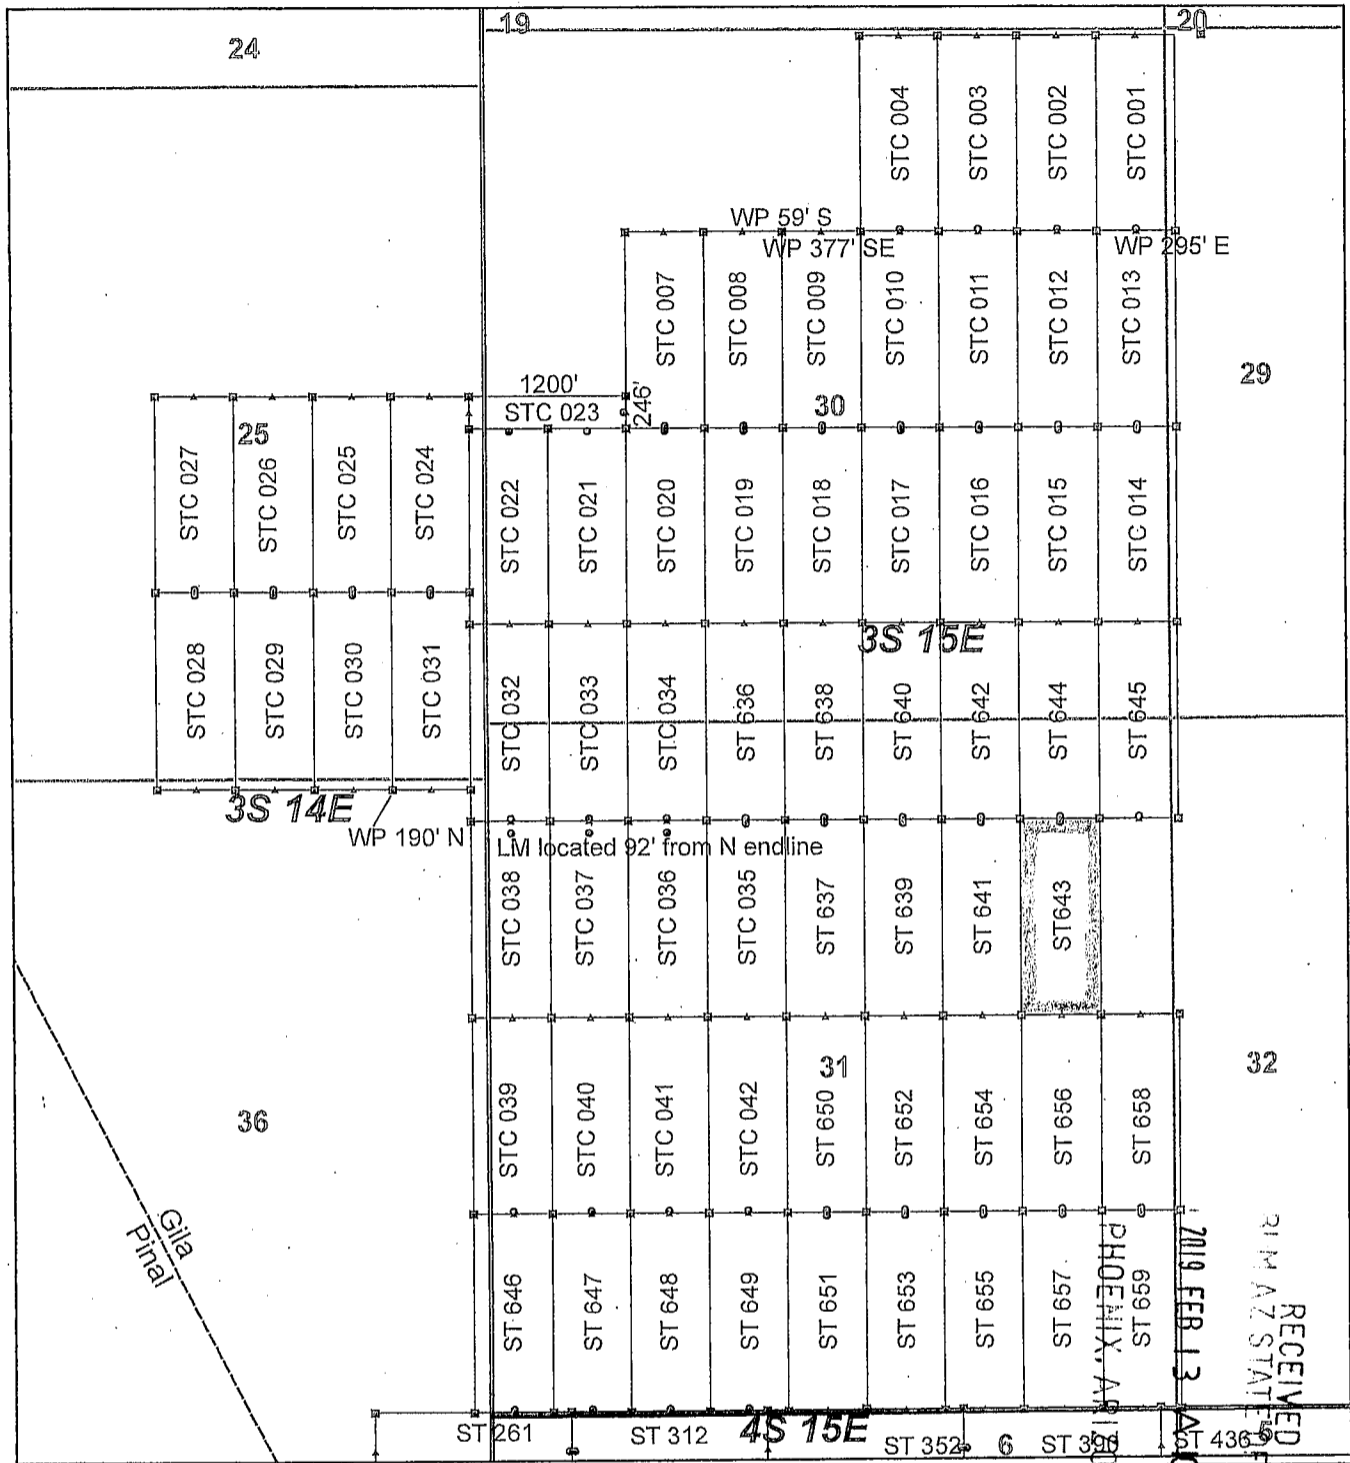 24
19
20
STC 004
STC 003
STC 002
STC 001
WP 59' S
WP 377' SE
WP 295' E
STC 007
STC 008
STC 009
STC 010
STC 011
STC 012
STC 013
29
1200'
STC 023
246'
30
25
STC 027
STC 026
STC 025
STC 024
STC 022
STC 021
STC 020
STC 019
STC 018
STC 017
STC 016
STC 015
STC 014
3S 15E
STC 028
STC 029
STC 030
STC 031
STC 032
STC 033
STC 034
ST 636
ST 638
ST 640
ST 642
ST 644
ST 645
3S 14E
WP 190' N
LM located 92' from N endline
STC 038
STC 037
STC 036
STC 035
ST 637
ST 639
ST 641
ST643
31
32
36
STC 039
STC 040
STC 041
STC 042
ST 650
ST 652
ST 654
ST 656
ST 658
Gila
Pinal
ST 646
ST 647
ST 648
ST 649
ST 651
ST 653
ST 655
ST 657
ST 659
RECEIVED
AZ STATE
2019 FEB 13
PHOENIX,
ST 261
ST 312
4S 15E
ST 352
6
ST 390
ST 436